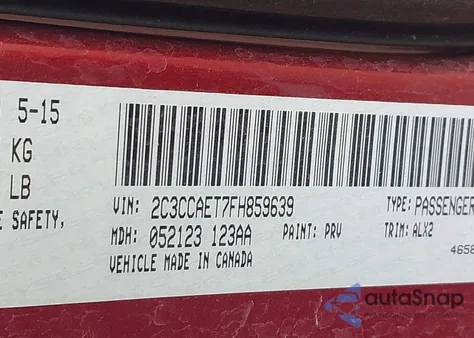 5-15
KG
LB
E SAFETY,
VIN: 2C3CCAET7FH859639 TYPE: PASSENGER
MDH: 052123 123AA PAINT: PRV TRIM: ALX2
VEHICLE MADE IN CANADA 4658
autoSnap